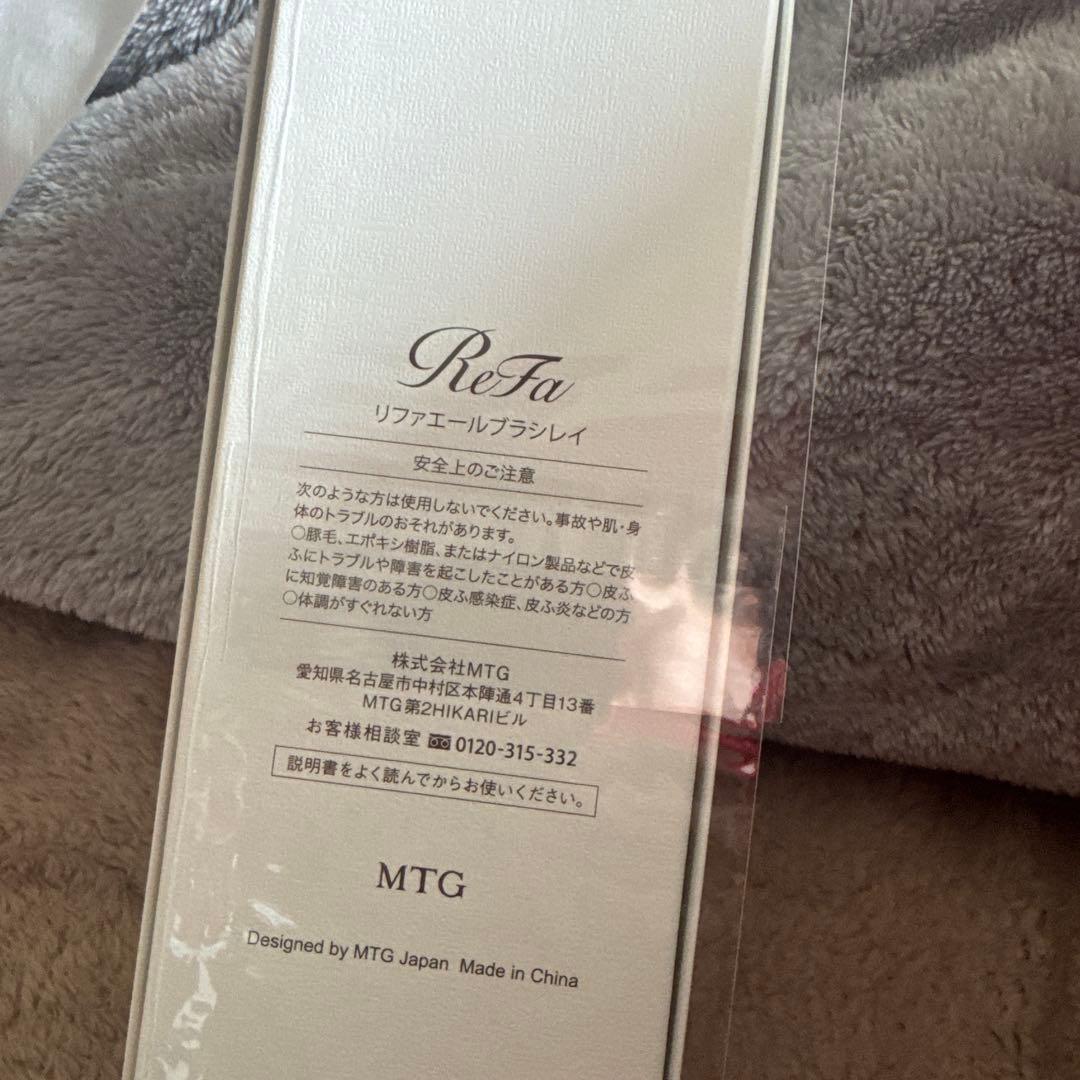 ReFa
リファエールブラシレイ
安全上のご注意
次のような方は使用しないでください。事故や肌・身
体のトラブルのおそれがあります。
○豚毛、エポキシ樹脂、またはナイロン製品などで皮
ふにトラブルや障害を起こしたことがある方○皮ふ
に知覚障害のある方○皮ふ感染症、皮ふ炎などの方
○体調がすぐれない方
株式会社MTG
愛知県名古屋市中村区本陣通4丁目13番
MTG第2HIKARIビル
お客様相談室 0120-315-332
説明書をよく読んでからお使いください。
MTG
Designed by MTG Japan Made in China